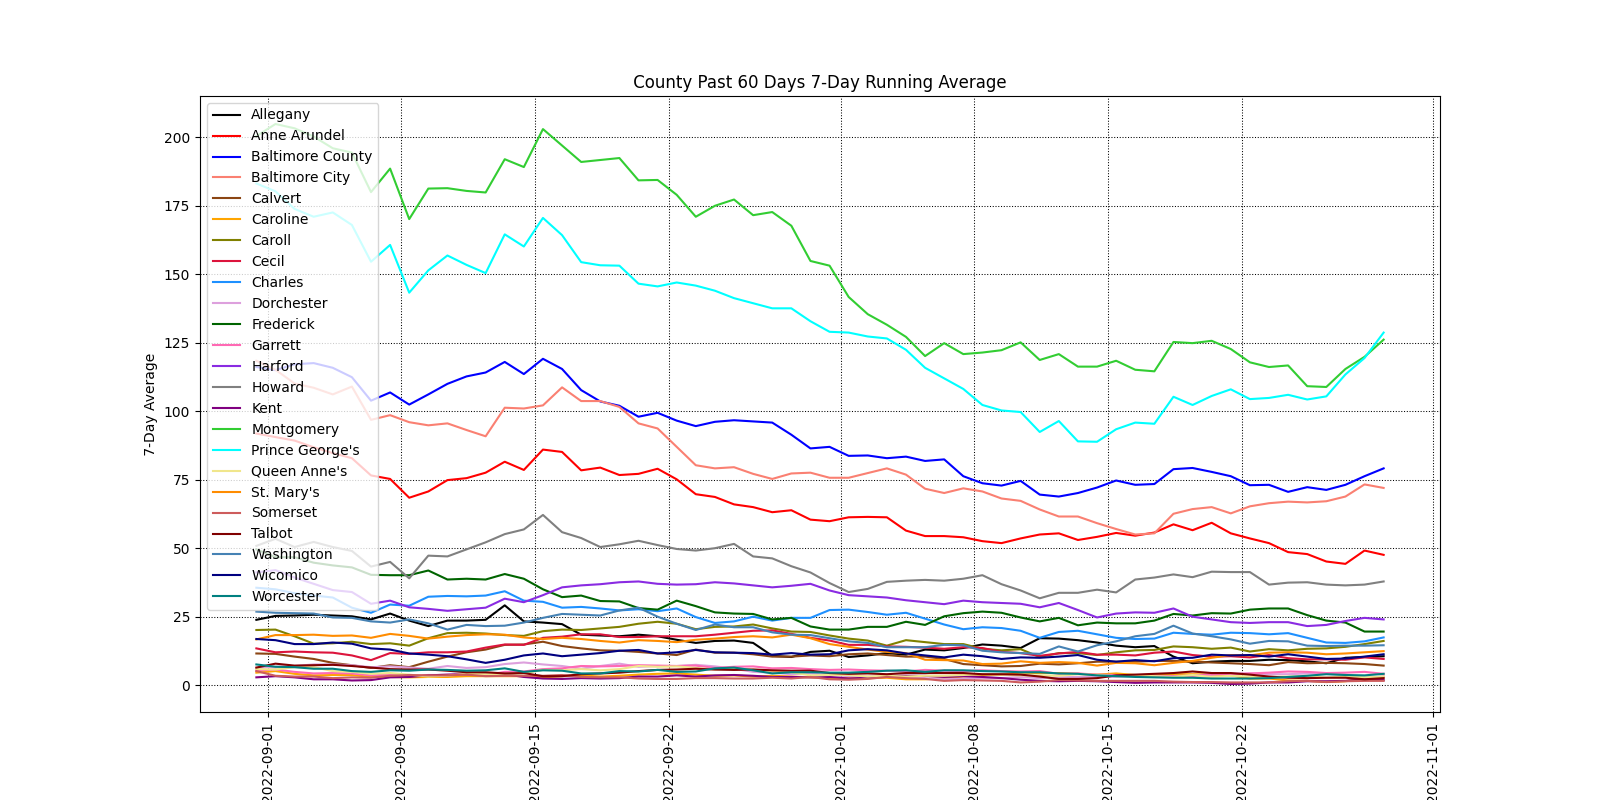 County Past 60 Days 7-Day Running Average
7-Day Average
200
175
150
125
100
75
50
25
0
Allegany
Anne Arundel
Baltimore County
Baltimore City
Calvert
Caroline
Caroll
Cecil
Charles
Dorchester
Frederick
Garrett
Harford
Howard
Kent
Montgomery
Prince George's
Queen Anne's
St. Mary's
Somerset
Talbot
Washington
Wicomico
Worcester
2022-09-01
2022-09-08
2022-09-15
2022-09-22
2022-10-01
2022-10-08
2022-10-15
2022-10-22
2022-11-01